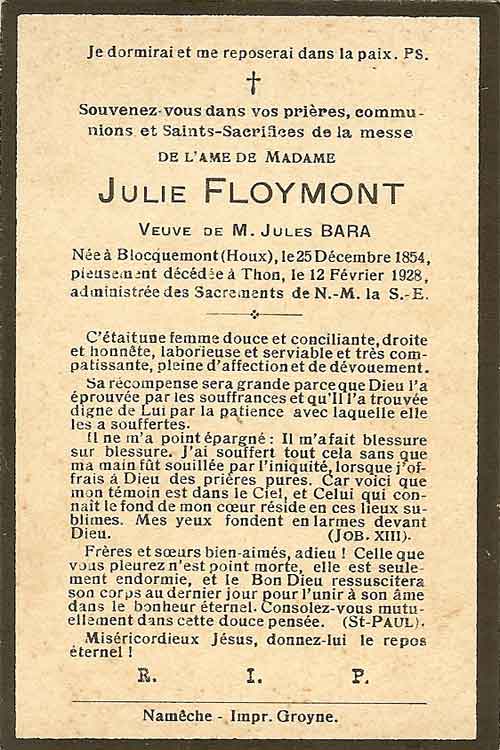 Je dormirai et me reposerai dans la paix. PS.
✝
Souvenez-vous dans vos prières, commu-
nions et Saints-Sacrifices de la messe
DE L'AME DE MADAME
JULIE FLOYMONT
VEUVE DE M. JULES BARA
Née à Blocquemont (Houx), le 25 Décembre 1854,
pieusement décédée à Thon, le 12 Février 1928,
administrée des Sacrements de N.-M. la S.-E.
C'était une femme douce et conciliante, droite
et honnête, laborieuse et serviable et très com-
patissante, pleine d'affection et de dévouement.
Sa récompense sera grande parce que Dieu l'a
éprouvée par les souffrances et qu'Il l'a trouvée
digne de Lui par la patience avec laquelle elle
les a souffertes.
Il ne m'a point épargné : Il m'a fait blessure
sur blessure. J'ai souffert tout cela sans que
ma main fût souillée par l'iniquité, lorsque j'of-
frais à Dieu des prières pures. Car voici que
mon témoin est dans le Ciel, et Celui qui con-
naît le fond de mon cœur réside en ces lieux su-
blimes. Mes yeux fondent en larmes devant
Dieu. (JOB. XIII).
Frères et sœurs bien-aimés, adieu ! Celle que
vous pleurez n'est point morte, elle est seule-
ment endormie, et le Bon Dieu ressuscitera
son corps au dernier jour pour l'unir à son âme
dans le bonheur éternel. Consolez-vous mutu-
ellement dans cette douce pensée. (St-PAUL).
Miséricordieux Jésus, donnez-lui le repos
éternel !
R. I. P.
Namêche - Impr. Groyne.